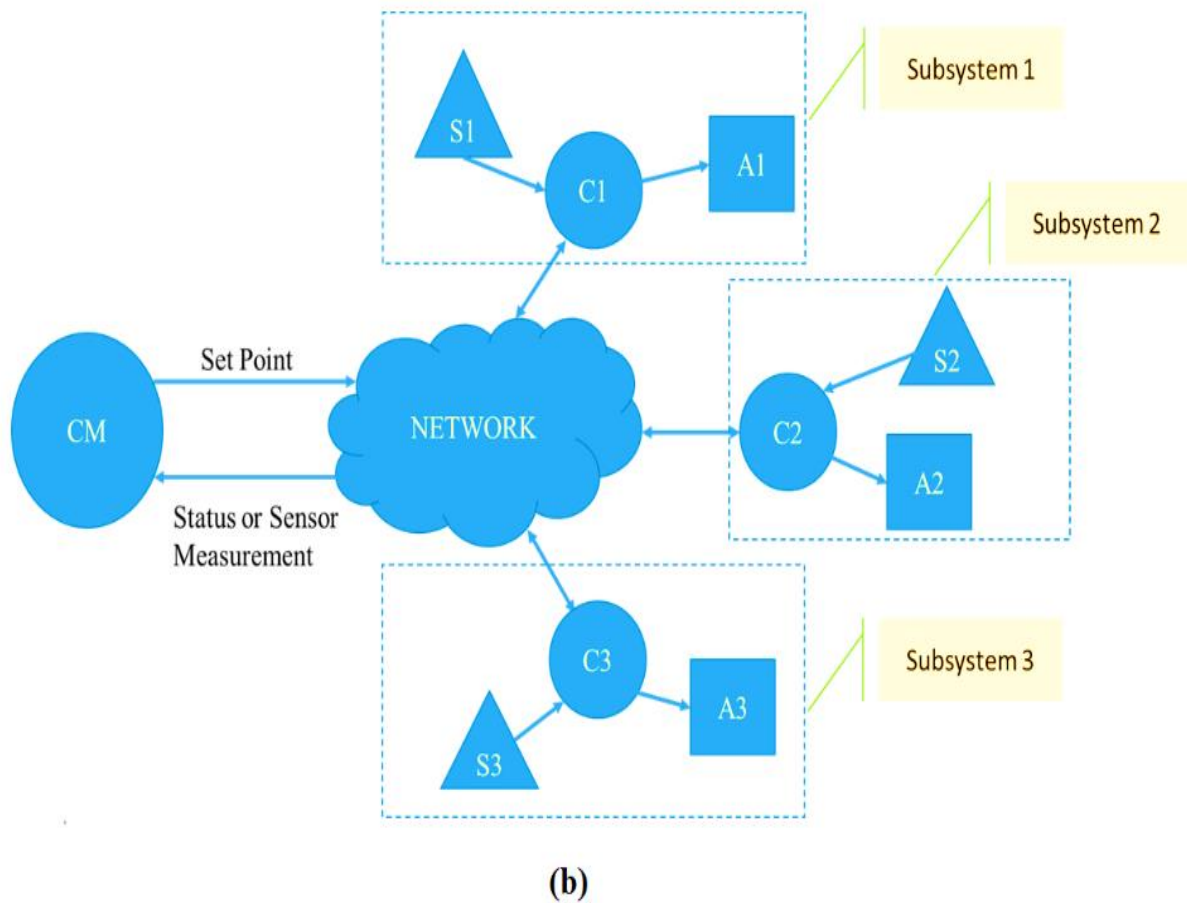 Subsystem 1
S1
C1
A1
Subsystem 2
S2
C2
A2
Set Point
CM
NETWORK
Status or Sensor
Measurement
C3
A3
S3
Subsystem 3
(b)